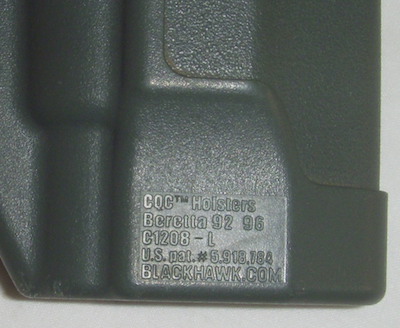 CQC™ Holsters
Beretta 92 96
C1208-L
U.S. pat.# 5,918,784
BLACKHAWK.COM